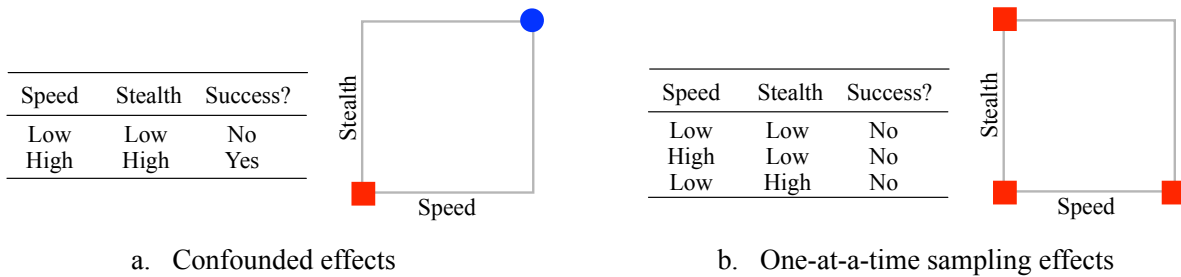 Speed Stealth Success?
Low Low No
High High Yes
Stealth
Speed
a. Confounded effects
Speed Stealth Success?
Low Low No
High Low No
Low High No
Stealth
Speed
b. One-at-a-time sampling effects